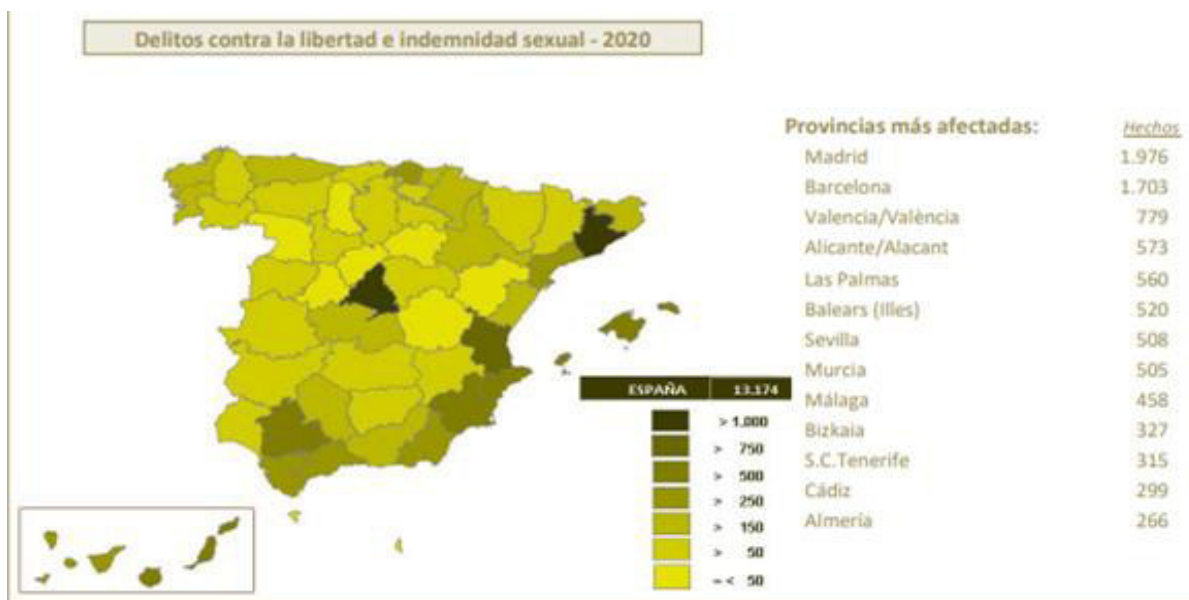 Delitos contra la libertad e indemnidad sexual - 2020
Provincias más afectadas: Hechos
Madrid 1.976
Barcelona 1.703
Valencia/València 779
Alicante/Alacant 573
Las Palmas 560
Balears (Illes) 520
Sevilla 508
Murcia 505
Málaga 458
Bizkaia 327
S.C.Tenerife 315
Cádiz 299
Almería 266
ESPAÑA 13.174
> 1.000
> 750
> 500
> 250
> 150
> 50
= < 50